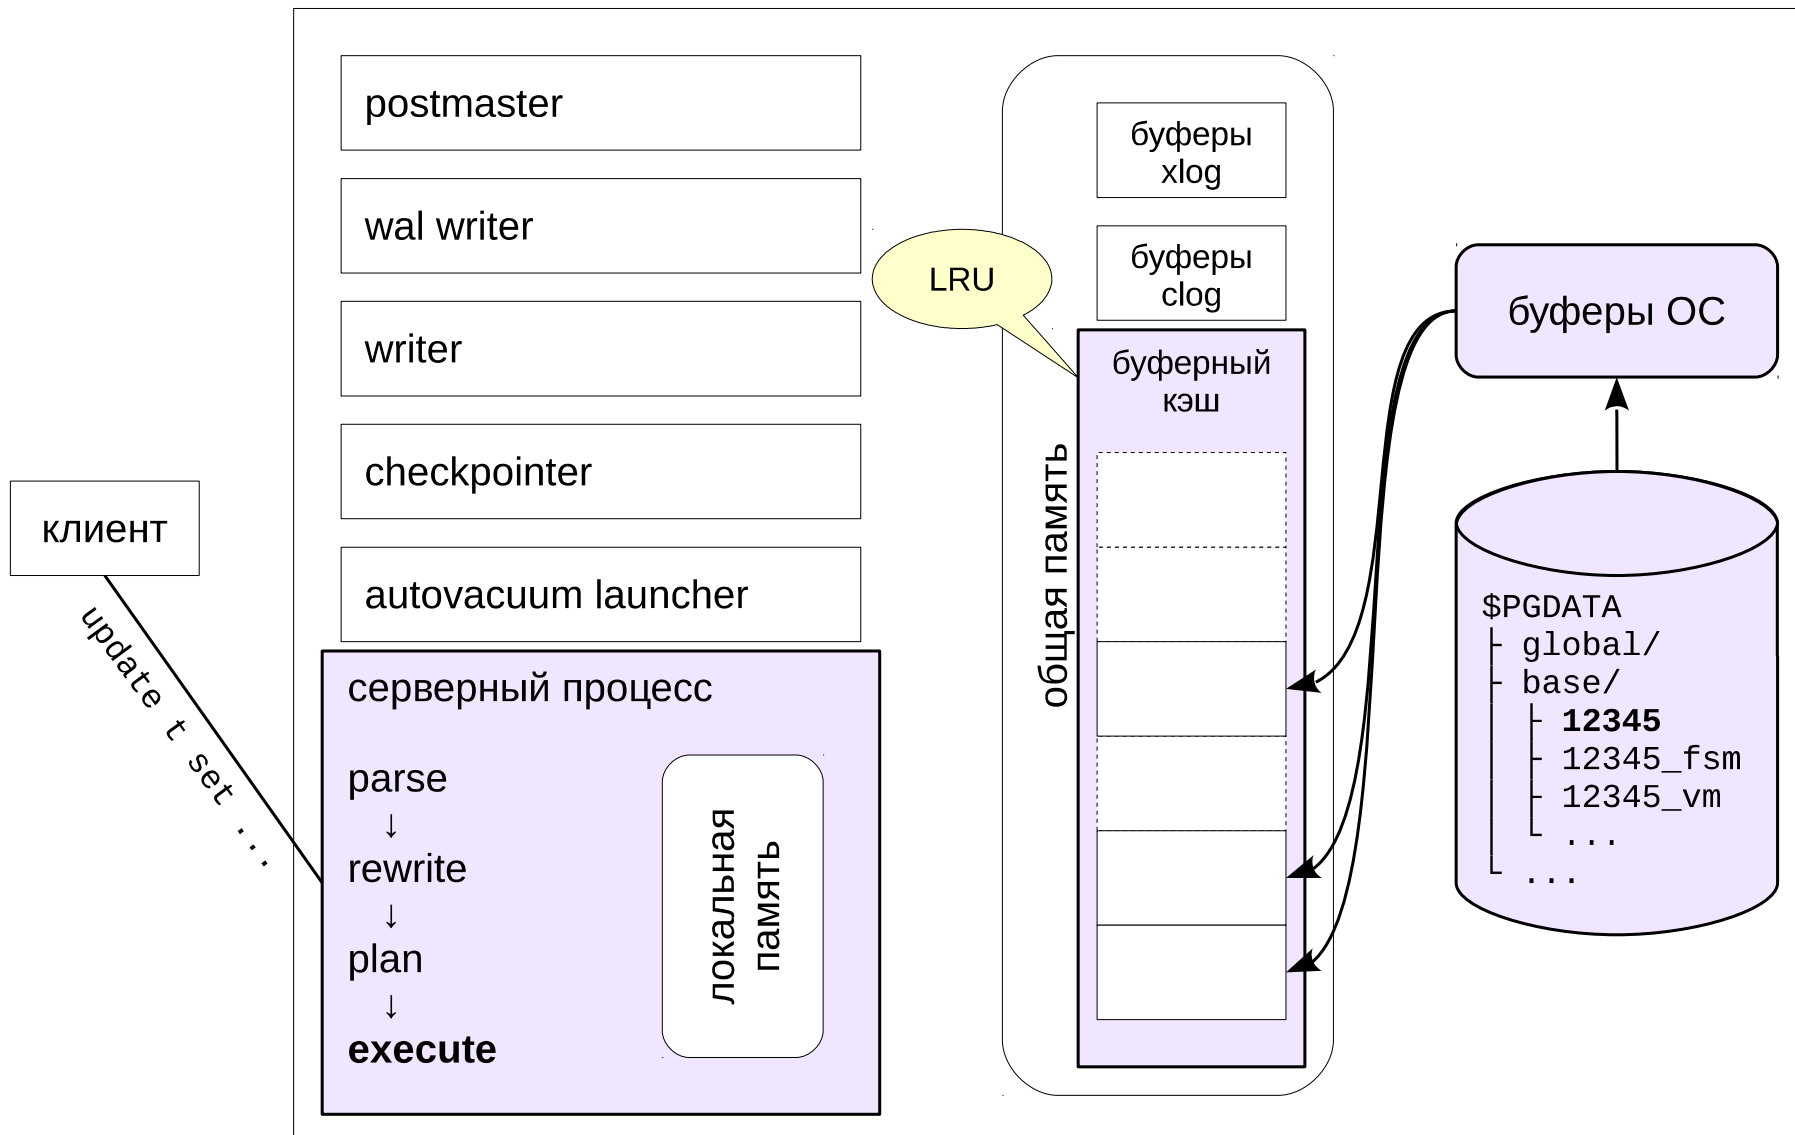 postmaster
wal writer
writer
checkpointer
autovacuum launcher
клиент
update t set ...
серверный процесс
parse
↓
rewrite
↓
plan
↓
execute
локальная
память
LRU
общая память
буферы
xlog
буферы
clog
буферный
кэш
буферы ОС
$PGDATA
├ global/
├ base/
│ ├ 12345
│ ├ 12345_fsm
│ ├ 12345_vm
│ └ ...
└ ...